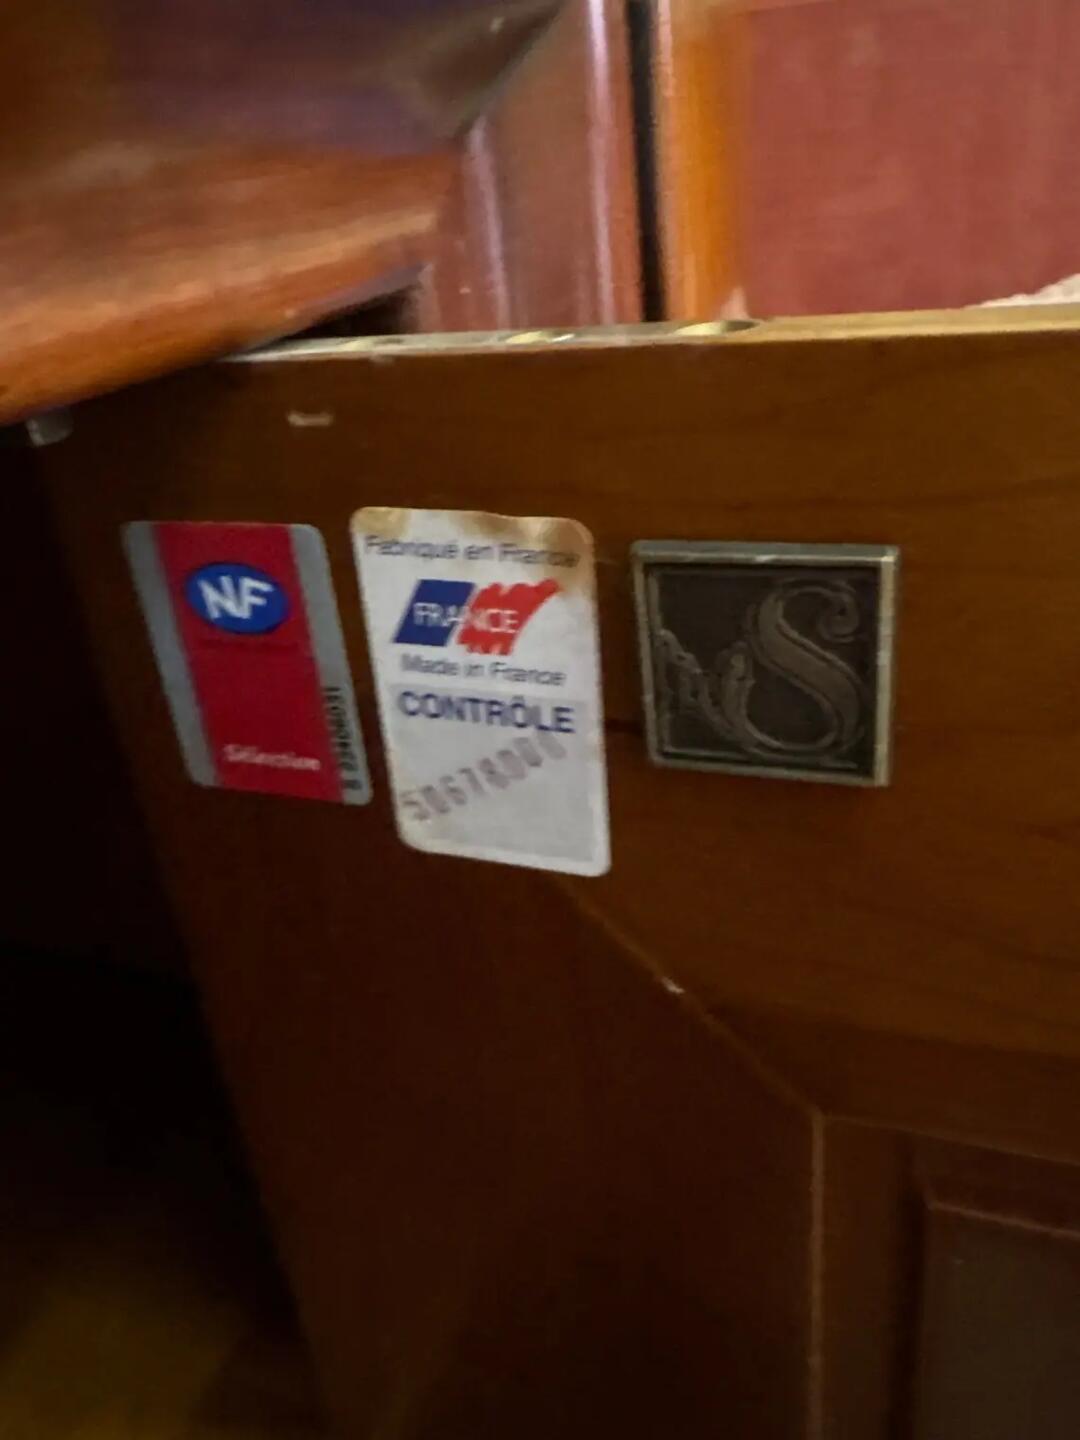 NF
Sélection
Fabriqué en France
FRANCE
Made in France
CONTRÔLE
S